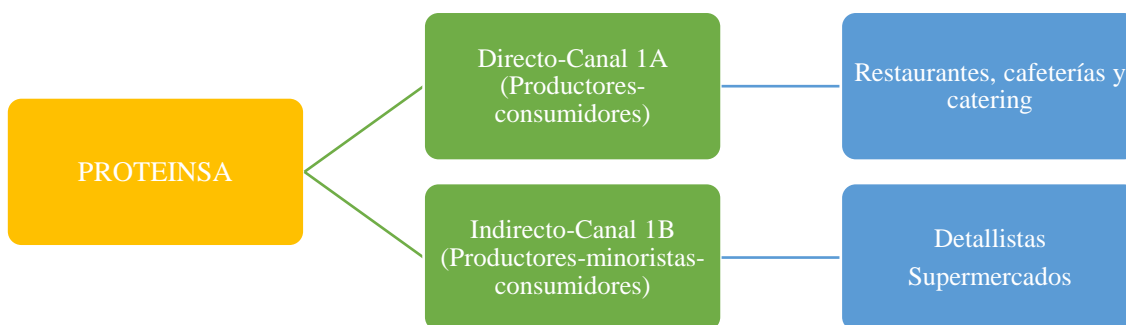 PROTEINSA
Directo-Canal 1A
(Productores-
consumidores)
Restaurantes, cafeterías y
catering
Indirecto-Canal 1B
(Productores-minoristas-
consumidores)
Detallistas
Supermercados